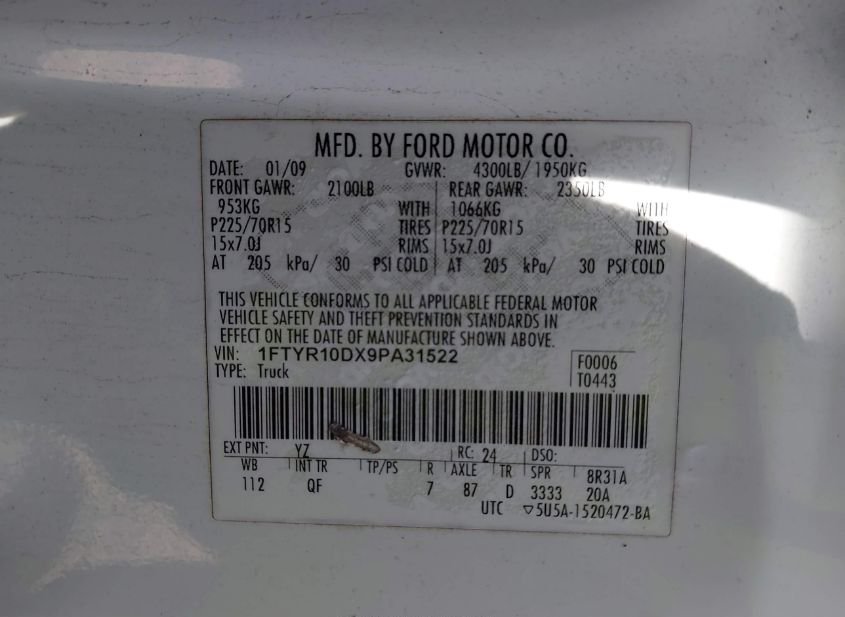 MFD. BY FORD MOTOR CO.
DATE: 01/09 GVWR: 4300LB/ 1950KG
FRONT GAWR: 2100LB REAR GAWR: 2350LB
953KG WITH 1066KG WITH
P225/70R15 TIRES P225/70R15 TIRES
15x7.0J RIMS 15x7.0J RIMS
AT 205 kPa/ 30 PSI COLD AT 205 kPa/ 30 PSI COLD
THIS VEHICLE CONFORMS TO ALL APPLICABLE FEDERAL MOTOR
VEHICLE SAFETY AND THEFT PREVENTION STANDARDS IN
EFFECT ON THE DATE OF MANUFACTURE SHOWN ABOVE.
VIN: 1FTYR10DX9PA31522 F0006
TYPE: Truck T0443
EXT PNT: YZ RC: 24 DSO:
WB INT TR TP/PS R AXLE TR SPR 8R31A
112 QF 7 87 D 3333 20A
UTC ▽5U5A-1520472-BA